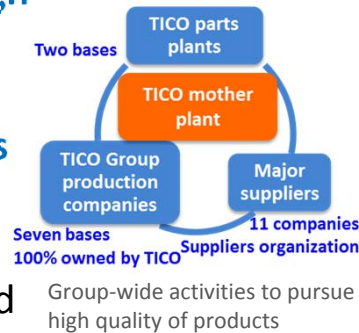 TICO parts
plants
Two bases
TICO mother
plant
TICO Group
production
companies
Major
suppliers
11 companies
Suppliers organization
Seven bases
100% owned by TICO
Group-wide activities to pursue
high quality of products